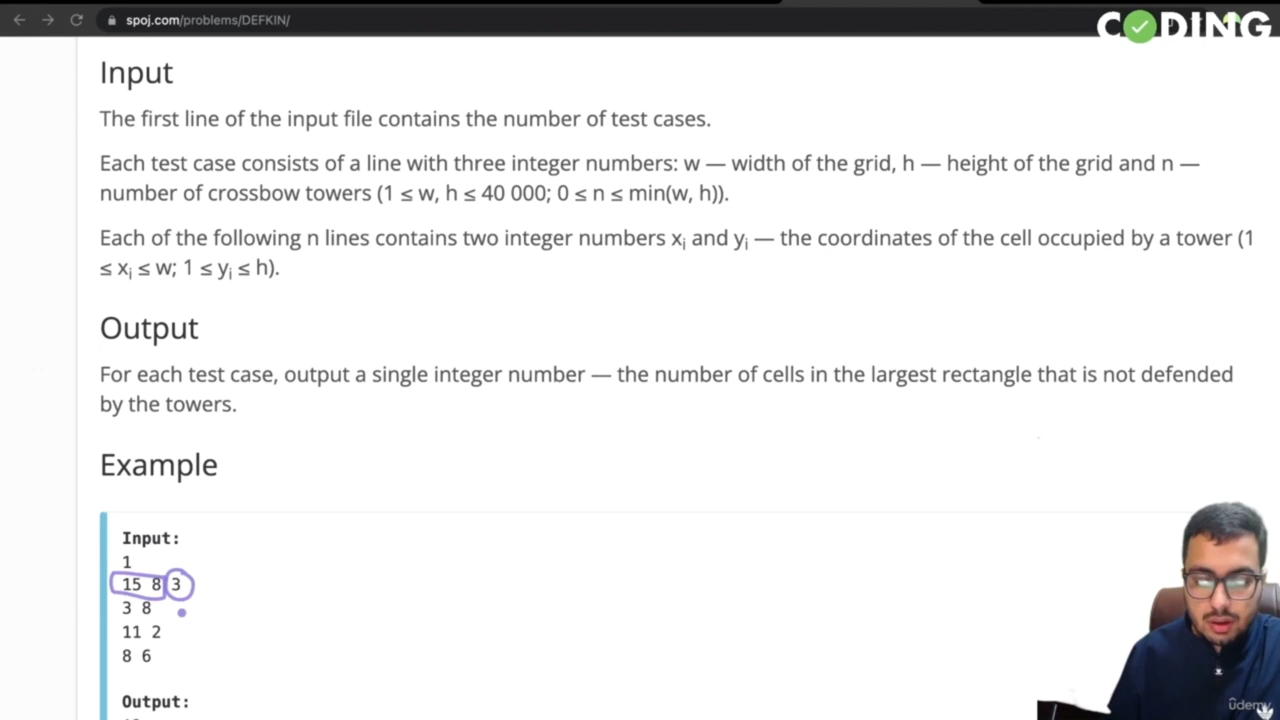 spoj.com/problems/DEFKIN/
CODING
Input
The first line of the input file contains the number of test cases.
Each test case consists of a line with three integer numbers: w — width of the grid, h — height of the grid and n —
number of crossbow towers (1 ≤ w, h ≤ 40 000; 0 ≤ n ≤ min(w, h)).
Each of the following n lines contains two integer numbers xi and yi — the coordinates of the cell occupied by a tower (1
≤ xi ≤ w; 1 ≤ yi ≤ h).
Output
For each test case, output a single integer number — the number of cells in the largest rectangle that is not defended
by the towers.
Example
Input:
1
15 8 3
3 8
11 2
8 6
Output:
ûdemy